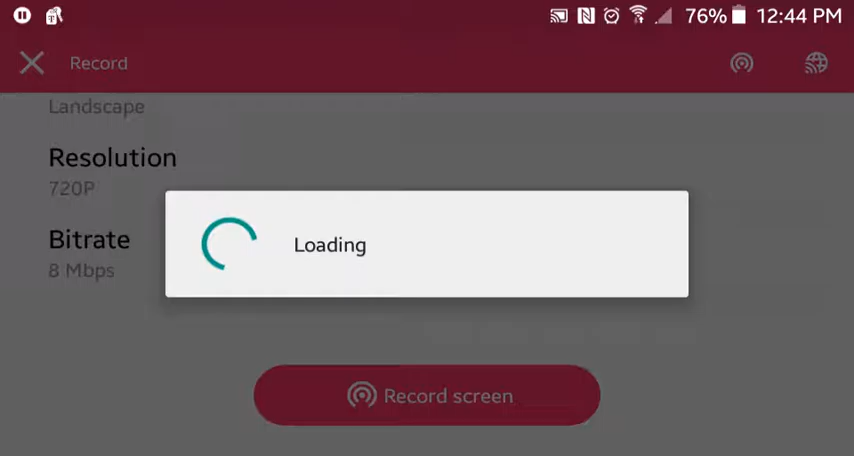 76% 12:44 PM
Record
Landscape
Resolution
720P
Bitrate
8 Mbps
Loading
Record screen